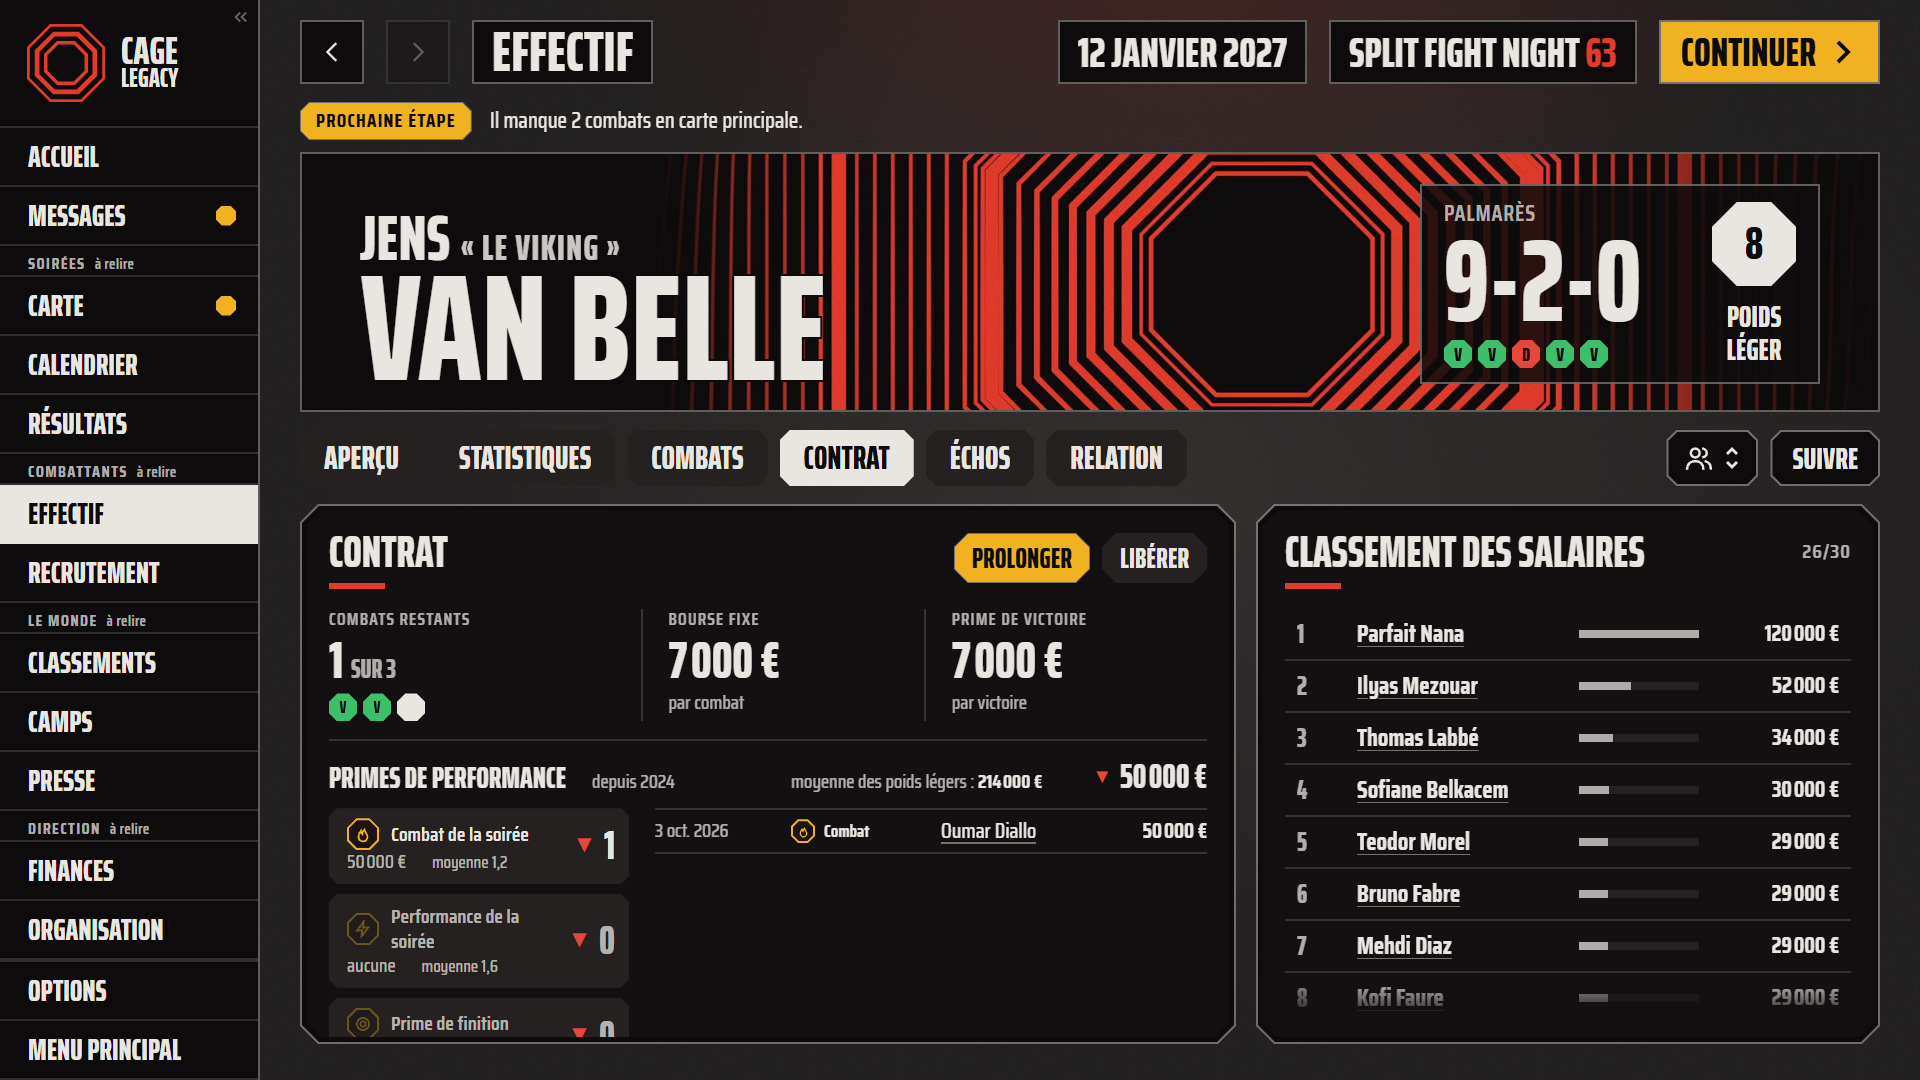 CAGE
LEGACY
ACCUEIL
MESSAGES
SOIRÉES à relire
CARTE
CALENDRIER
RÉSULTATS
COMBATTANTS à relire
EFFECTIF
RECRUTEMENT
LE MONDE à relire
CLASSEMENTS
CAMPS
PRESSE
DIRECTION à relire
FINANCES
ORGANISATION
OPTIONS
MENU PRINCIPAL
EFFECTIF
12 JANVIER 2027
SPLIT FIGHT NIGHT 63
CONTINUER
PROCHAINE ÉTAPE Il manque 2 combats en carte principale.
JENS « LE VIKING »
VAN BELLE
PALMARÈS
9-2-0
V V D V V
8
POIDS
LÉGER
APERÇU STATISTIQUES COMBATS CONTRAT ÉCHOS RELATION
SUIVRE
CONTRAT
PROLONGER LIBÉRER
COMBATS RESTANTS
1 SUR 3
V V
BOURSE FIXE
7 000 €
par combat
PRIME DE VICTOIRE
7 000 €
par victoire
PRIMES DE PERFORMANCE depuis 2024 moyenne des poids légers : 214 000 € 50 000 €
Combat de la soirée
50 000 € moyenne 1,2
1
Performance de la
soirée
aucune moyenne 1,6
0
Prime de finition
0
3 oct. 2026 Combat Oumar Diallo 50 000 €
CLASSEMENT DES SALAIRES 26/30
1 Parfait Nana 120 000 €
2 Ilyas Mezouar 52 000 €
3 Thomas Labbé 34 000 €
4 Sofiane Belkacem 30 000 €
5 Teodor Morel 29 000 €
6 Bruno Fabre 29 000 €
7 Mehdi Diaz 29 000 €
8 Kofi Faure 29 000 €